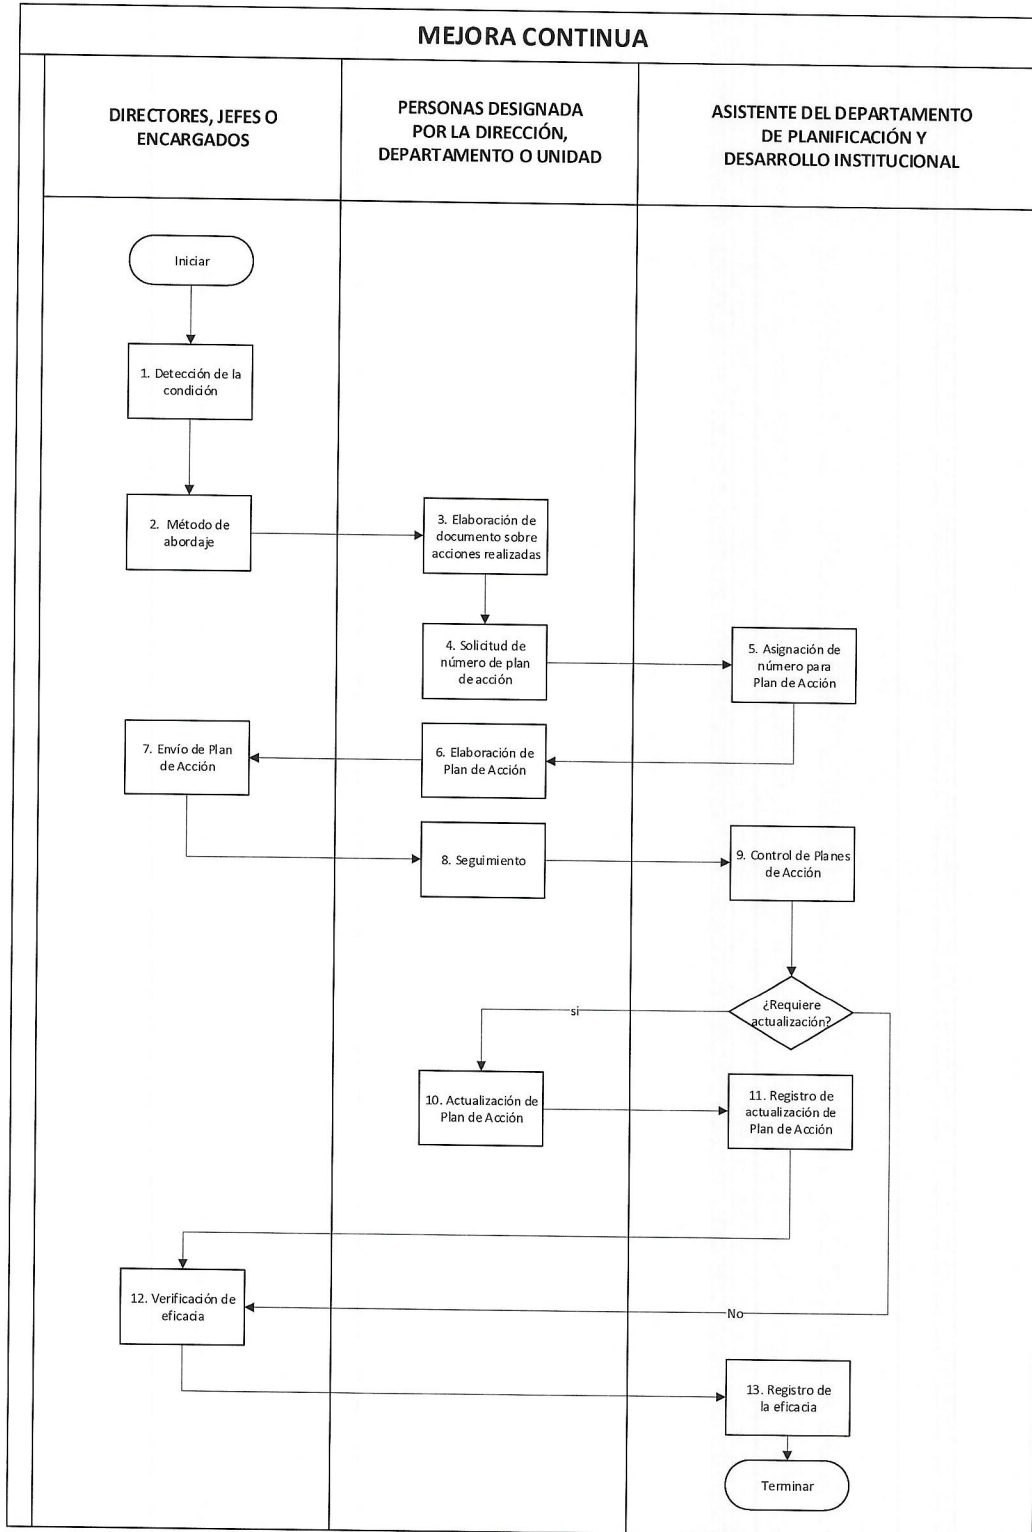 MEJORA CONTINUA
DIRECTORES, JEFES O
ENCARGADOS
PERSONAS DESIGNADA
POR LA DIRECCIÓN,
DEPARTAMENTO O UNIDAD
ASISTENTE DEL DEPARTAMENTO
DE PLANIFICACIÓN Y
DESARROLLO INSTITUCIONAL
Iniciar
1. Detección de la
condición
2. Método de
abordaje
3. Elaboración de
documento sobre
acciones realizadas
4. Solicitud de
número de plan
de acción
5. Asignación de
número para
Plan de Acción
7. Envío de Plan
de Acción
6. Elaboración de
Plan de Acción
8. Seguimiento
9. Control de Planes
de Acción
¿Requiere
actualización?
si
10. Actualización de
Plan de Acción
11. Registro de
actualización de
Plan de Acción
12. Verificación de
eficacia
No
13. Registro de
la eficacia
Terminar